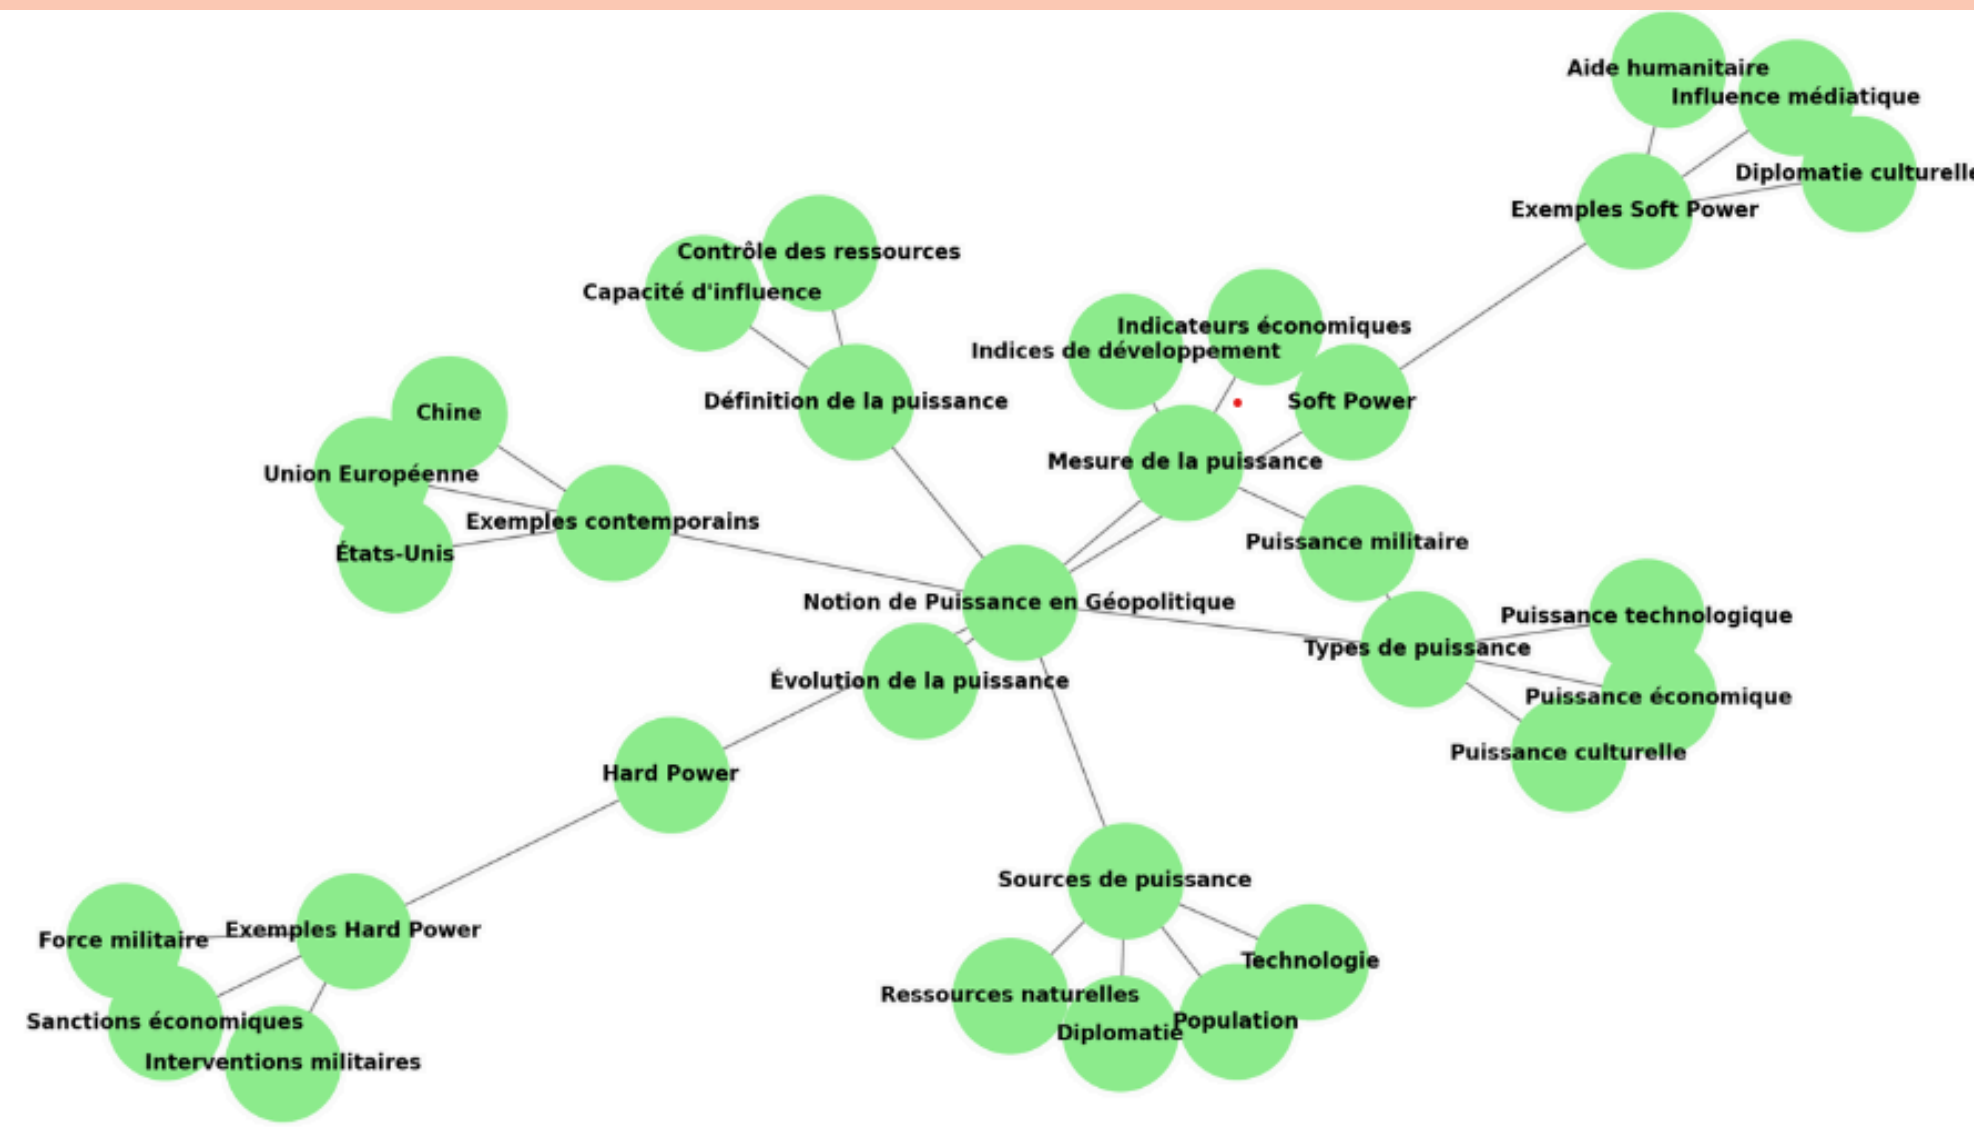 Aide humanitaire
Influence médiatique
Diplomatie culturelle
Exemples Soft Power
Contrôle des ressources
Capacité d'influence
Indicateurs économiques
Indices de développement
Définition de la puissance
Soft Power
Chine
Mesure de la puissance
Union Européenne
Exemples contemporains
Puissance militaire
États-Unis
Notion de Puissance en Géopolitique
Puissance technologique
Types de puissance
Évolution de la puissance
Puissance économique
Puissance culturelle
Hard Power
Sources de puissance
Exemples Hard Power
Force militaire
Technologie
Ressources naturelles
Sanctions économiques
Population
Diplomatie
Interventions militaires